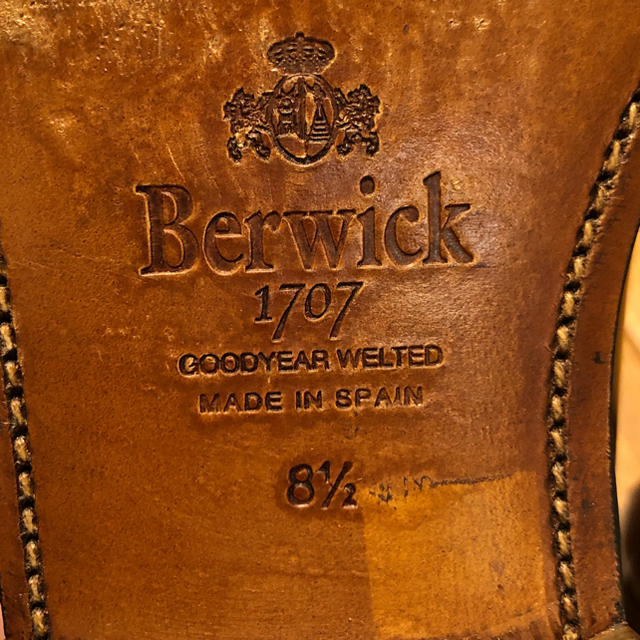 Berwick
1707
GOODYEAR WELTED
MADE IN SPAIN
8½